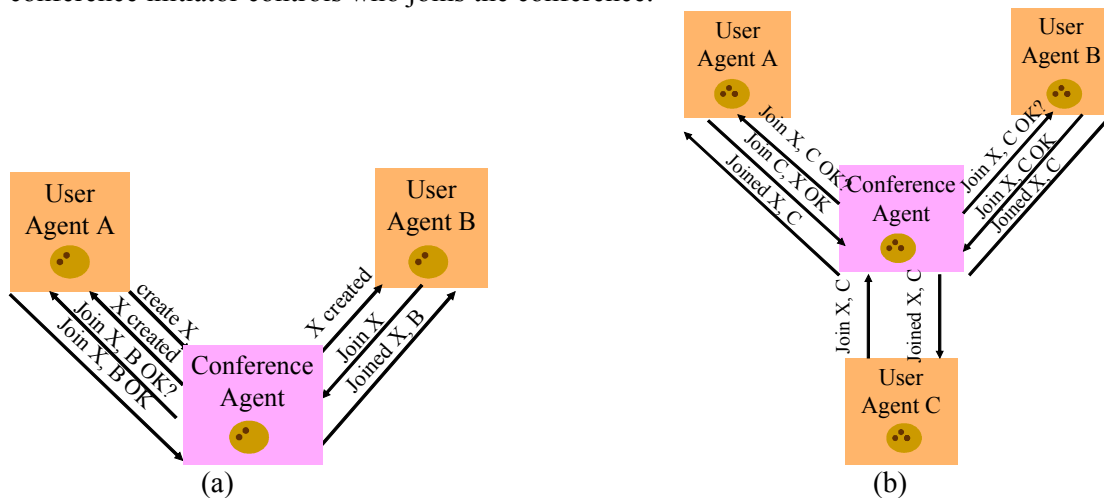 conference initiator controls who joins the conference.
User
Agent A
User
Agent B
create X
X created
Join X, B OK?
Join X, B OK
X created
Join X
Joined X, B
Conference
Agent
(a)
User
Agent A
User
Agent B
Join X, C OK?
Join C, X OK
Joined X, C
Join X, C OK?
Join X, C OK
Joined X, C
Conference
Agent
Join X, C
Joined X, C
User
Agent C
(b)